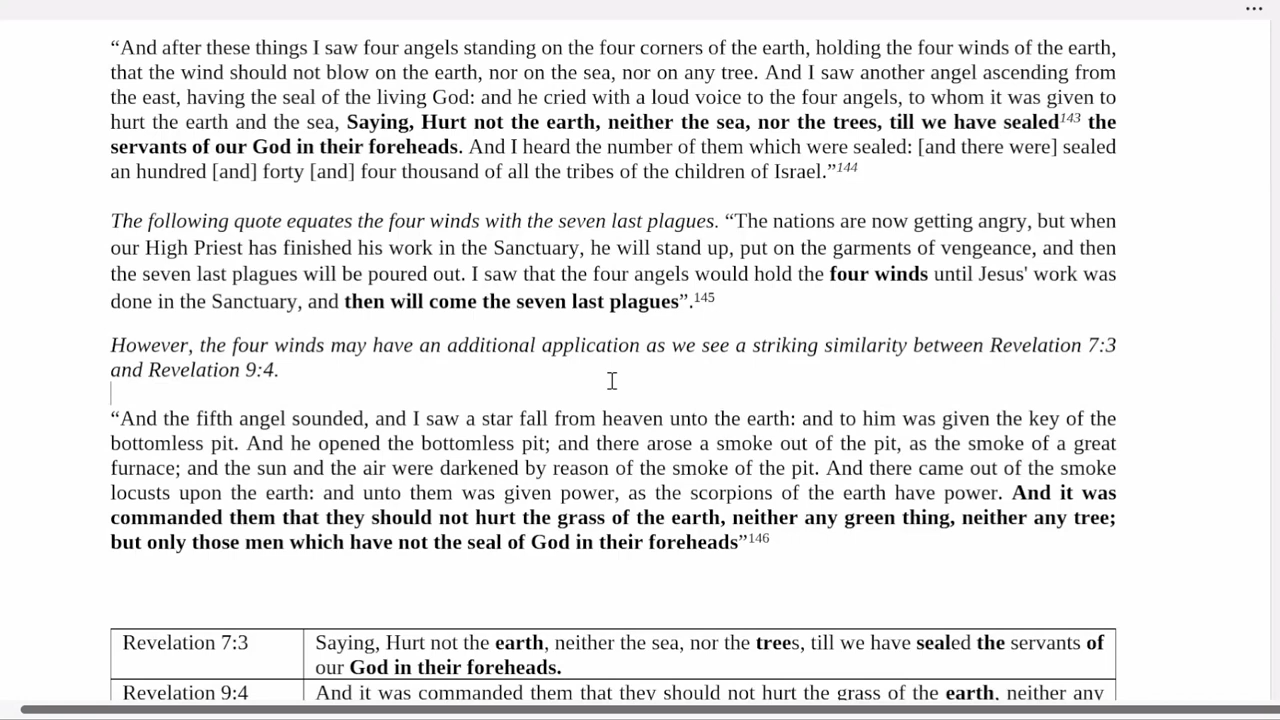 “And after these things I saw four angels standing on the four corners of the earth, holding the four winds of the earth,
that the wind should not blow on the earth, nor on the sea, nor on any tree. And I saw another angel ascending from
the east, having the seal of the living God: and he cried with a loud voice to the four angels, to whom it was given to
hurt the earth and the sea, Saying, Hurt not the earth, neither the sea, nor the trees, till we have sealed143 the
servants of our God in their foreheads. And I heard the number of them which were sealed: [and there were] sealed
an hundred [and] forty [and] four thousand of all the tribes of the children of Israel.”144
The following quote equates the four winds with the seven last plagues. “The nations are now getting angry, but when
our High Priest has finished his work in the Sanctuary, he will stand up, put on the garments of vengeance, and then
the seven last plagues will be poured out. I saw that the four angels would hold the four winds until Jesus' work was
done in the Sanctuary, and then will come the seven last plagues”.145
However, the four winds may have an additional application as we see a striking similarity between Revelation 7:3
and Revelation 9:4.
“And the fifth angel sounded, and I saw a star fall from heaven unto the earth: and to him was given the key of the
bottomless pit. And he opened the bottomless pit; and there arose a smoke out of the pit, as the smoke of a great
furnace; and the sun and the air were darkened by reason of the smoke of the pit. And there came out of the smoke
locusts upon the earth: and unto them was given power, as the scorpions of the earth have power. And it was
commanded them that they should not hurt the grass of the earth, neither any green thing, neither any tree;
but only those men which have not the seal of God in their foreheads”146
Revelation 7:3 Saying, Hurt not the earth, neither the sea, nor the trees, till we have sealed the servants of
our God in their foreheads.
Revelation 9:4 And it was commanded them that they should not hurt the grass of the earth, neither any